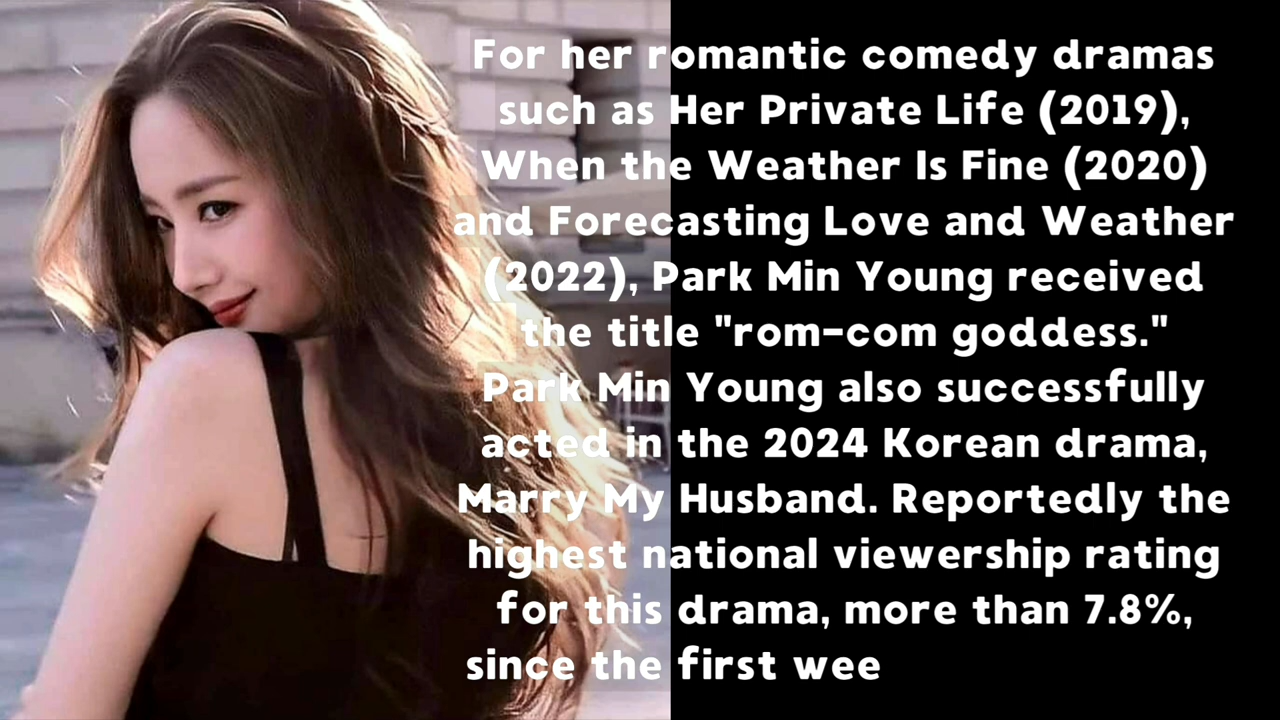 For her romantic comedy dramas
such as Her Private Life (2019),
When the Weather Is Fine (2020)
and Forecasting Love and Weather
(2022), Park Min Young received
the title "rom-com goddess."
Park Min Young also successfully
acted in the 2024 Korean drama,
Marry My Husband. Reportedly the
highest national viewership rating
for this drama, more than 7.8%,
since the first wee